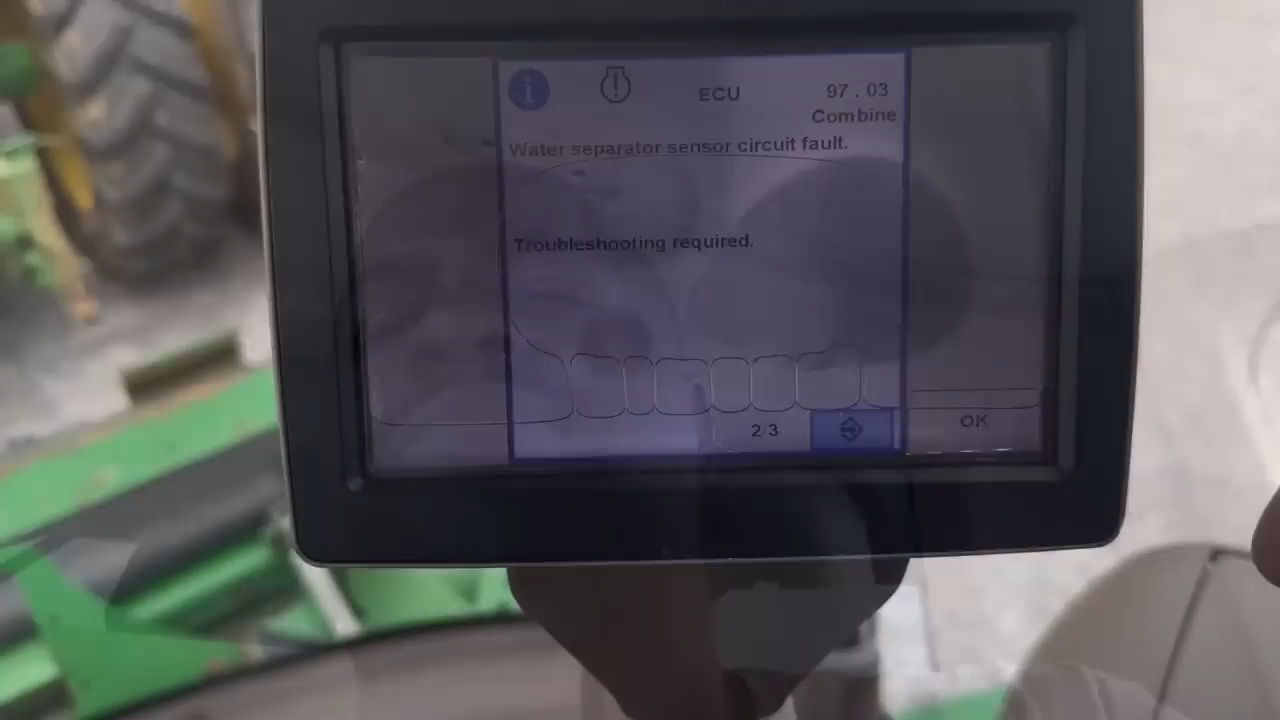 ECU
97 . 03
Combine
Water separator sensor circuit fault.
Troubleshooting required.
2/3
OK